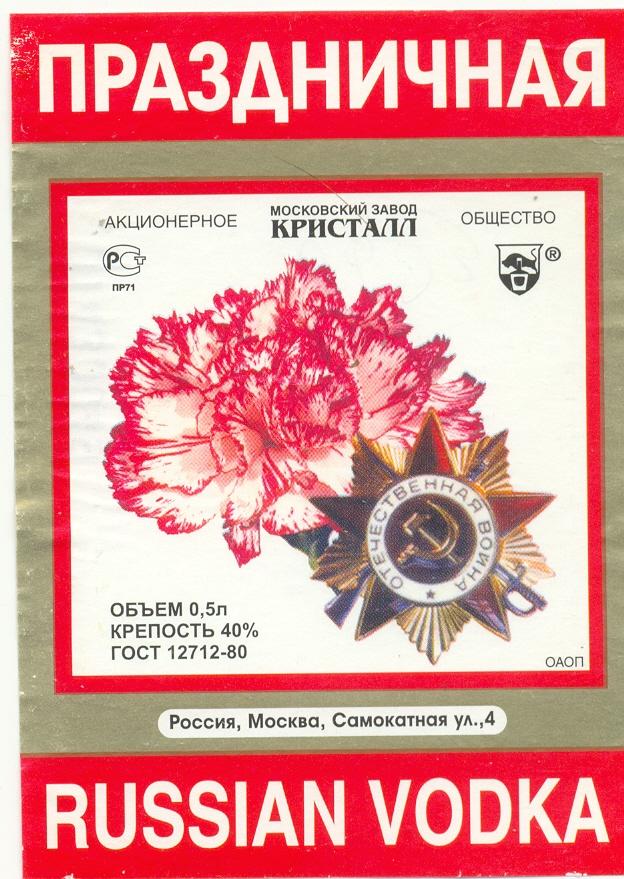 ПРАЗДНИЧНАЯ
АКЦИОНЕРНОЕ МОСКОВСКИЙ ЗАВОД ОБЩЕСТВО
КРИСТАЛЛ
РСТ ®
ПР71
ОТЕЧЕСТВЕННАЯ ВОЙНА
ОБЪЕМ 0,5л
КРЕПОСТЬ 40%
ГОСТ 12712-80
ОАОП
Россия, Москва, Самокатная ул.,4
RUSSIAN VODKA